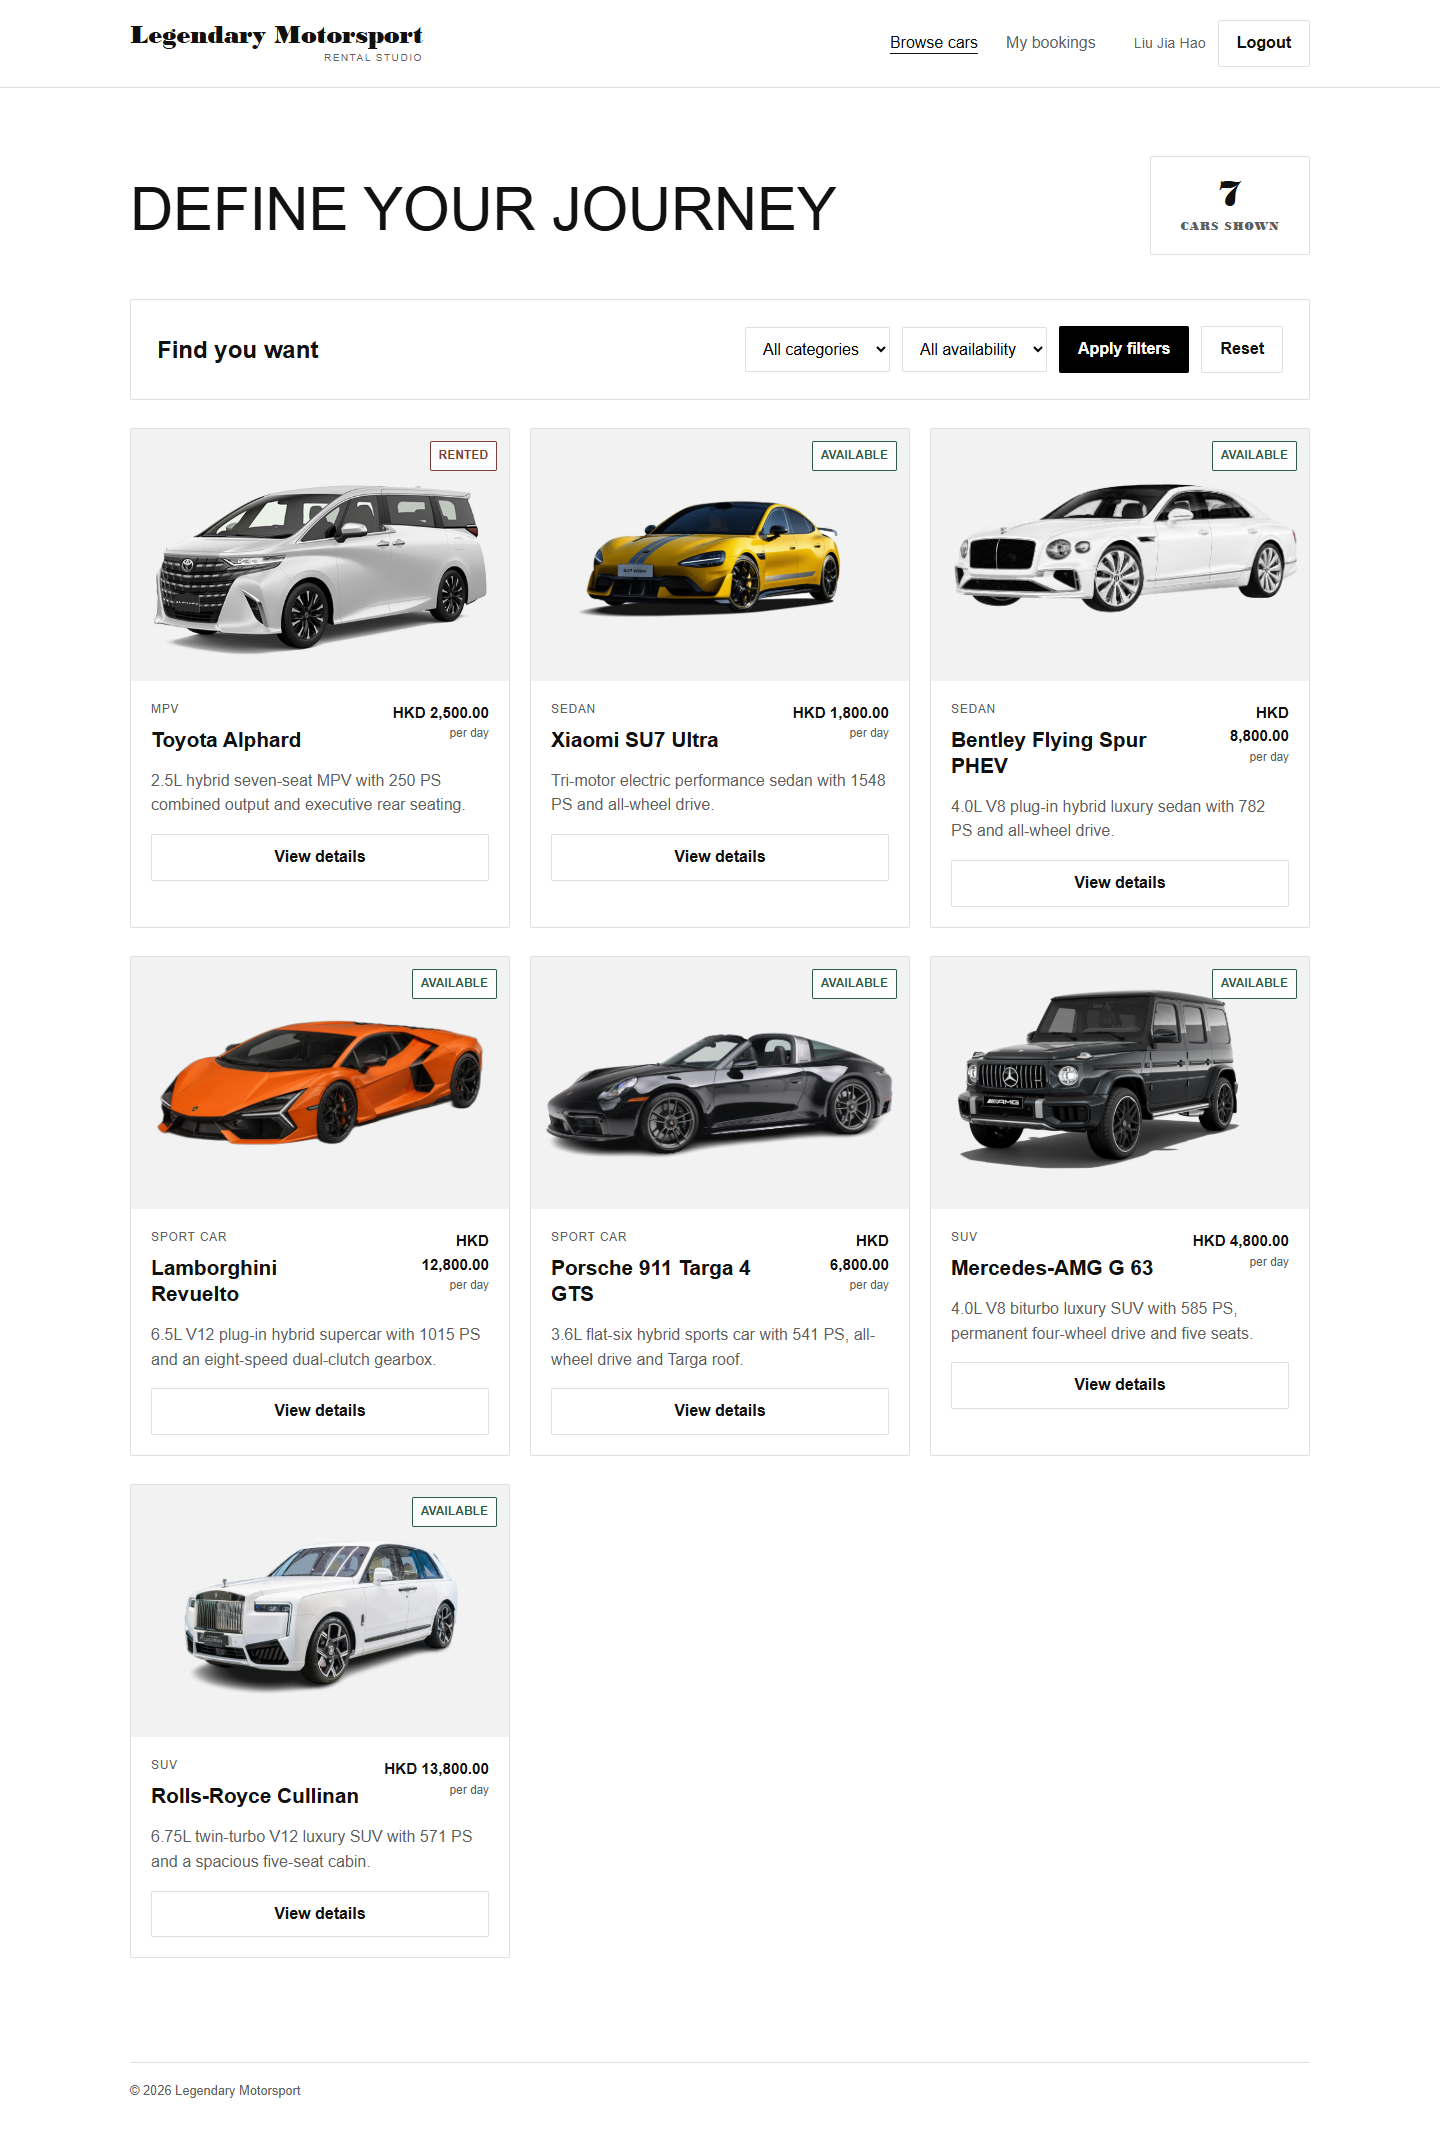 Legendary Motorsport
RENTAL STUDIO
Browse cars
My bookings
Liu Jia Hao
Logout
DEFINE YOUR JOURNEY
7
CARS SHOWN
Find you want
All categories
All availability
Apply filters
Reset
RENTED
MPV
HKD 2,500.00
per day
Toyota Alphard
2.5L hybrid seven-seat MPV with 250 PS
combined output and executive rear seating.
View details
AVAILABLE
SEDAN
HKD 1,800.00
per day
Xiaomi SU7 Ultra
Tri-motor electric performance sedan with 1548
PS and all-wheel drive.
View details
AVAILABLE
SEDAN
HKD
8,800.00
per day
Bentley Flying Spur
PHEV
4.0L V8 plug-in hybrid luxury sedan with 782
PS and all-wheel drive.
View details
AVAILABLE
SPORT CAR
HKD
12,800.00
per day
Lamborghini
Revuelto
6.5L V12 plug-in hybrid supercar with 1015 PS
and an eight-speed dual-clutch gearbox.
View details
AVAILABLE
SPORT CAR
HKD
6,800.00
per day
Porsche 911 Targa 4
GTS
3.6L flat-six hybrid sports car with 541 PS, all-
wheel drive and Targa roof.
View details
AVAILABLE
AMG
SUV
HKD 4,800.00
per day
Mercedes-AMG G 63
4.0L V8 biturbo luxury SUV with 585 PS,
permanent four-wheel drive and five seats.
View details
AVAILABLE
SUV
HKD 13,800.00
per day
Rolls-Royce Cullinan
6.75L twin-turbo V12 luxury SUV with 571 PS
and a spacious five-seat cabin.
View details
© 2026 Legendary Motorsport